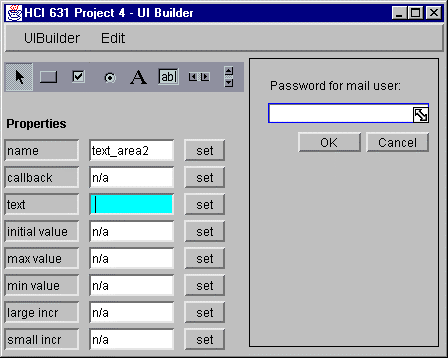 HCI 631 Project 4 - UI Builder
UIBuilder Edit
A ab|
Properties
name text_area2 set
callback n/a set
text set
initial value n/a set
max value n/a set
min value n/a set
large incr n/a set
small incr n/a set
Password for mail user:
OK Cancel